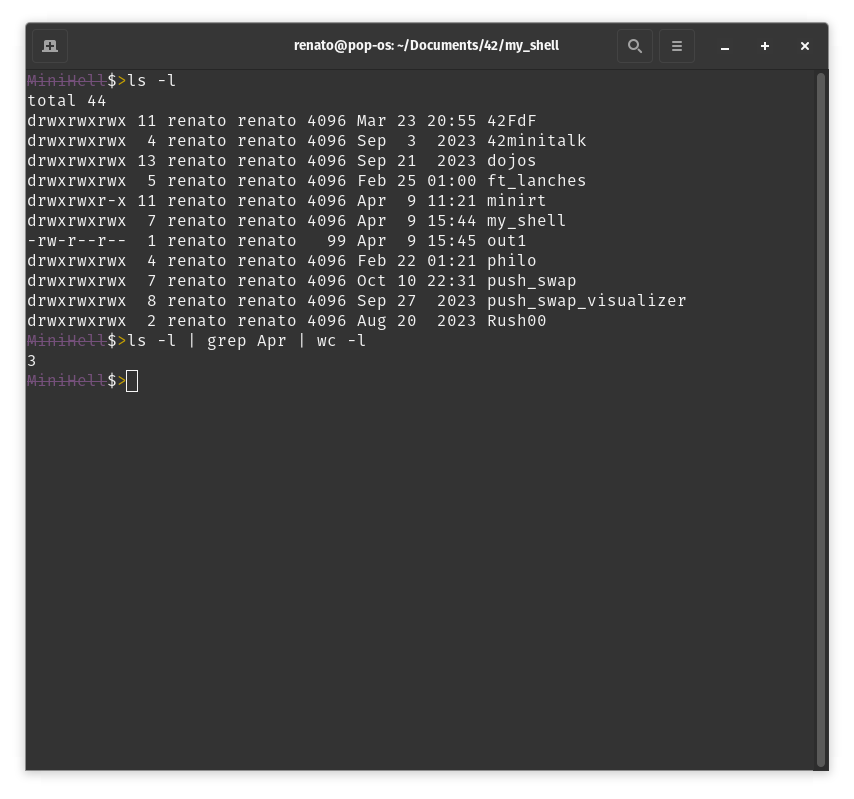 renato@pop-os: ~/Documents/42/my_shell
MiniHell$>ls -l
total 44
drwxrwxrwx 11 renato renato 4096 Mar 23 20:55 42FdF
drwxrwxrwx  4 renato renato 4096 Sep  3  2023 42minitalk
drwxrwxrwx 13 renato renato 4096 Sep 21  2023 dojos
drwxrwxrwx  5 renato renato 4096 Feb 25 01:00 ft_lanches
drwxrwxr-x 11 renato renato 4096 Apr  9 11:21 minirt
drwxrwxrwx  7 renato renato 4096 Apr  9 15:44 my_shell
-rw-r--r--  1 renato renato   99 Apr  9 15:45 out1
drwxrwxrwx  4 renato renato 4096 Feb 22 01:21 philo
drwxrwxrwx  7 renato renato 4096 Oct 10 22:31 push_swap
drwxrwxrwx  8 renato renato 4096 Sep 27  2023 push_swap_visualizer
drwxrwxrwx  2 renato renato 4096 Aug 20  2023 Rush00
MiniHell$>ls -l | grep Apr | wc -l
3
MiniHell$>